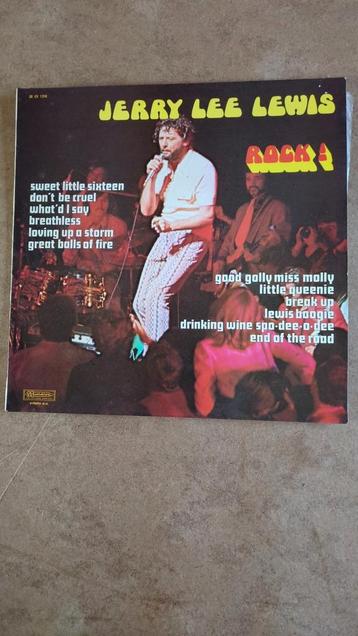 JERRY LEE LEWIS
ROCK!
sweet little sixteen
don't be cruel
what'd I say
breathless
loving up a storm
great balls of fire
good golly miss molly
little queenie
break up
lewis boogie
drinking wine spo-dee-o-dee
end of the road